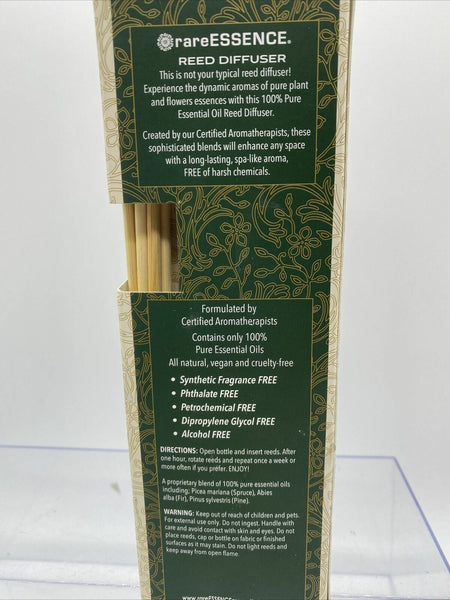 rareESSENCE®
REED DIFFUSER
This is not your typical reed diffuser!
Experience the dynamic aromas of pure plant
and flowers essences with this 100% Pure
Essential Oil Reed Diffuser.
Created by our Certified Aromatherapists, these
sophisticated blends will enhance any space
with a long-lasting, spa-like aroma,
FREE of harsh chemicals.
Formulated by
Certified Aromatherapists
Contains only 100%
Pure Essential Oils
All natural, vegan and cruelty-free
• Synthetic Fragrance FREE
• Phthalate FREE
• Petrochemical FREE
• Dipropylene Glycol FREE
• Alcohol FREE
DIRECTIONS: Open bottle and insert reeds. After
one hour, rotate reeds and repeat once a week or
more often if you prefer. ENJOY!
A proprietary blend of 100% pure essential oils
including; Picea mariana (Spruce), Abies
alba (Fir), Pinus sylvestris (Pine).
WARNING: Keep out of reach of children and pets.
For external use only. Do not ingest. Handle with
care and avoid contact with skin and eyes. Do not
place reeds, cap or bottle on fabric or finished
surfaces as it may stain. Do not light reeds and
keep away from open flame.
www.rareESSENCE